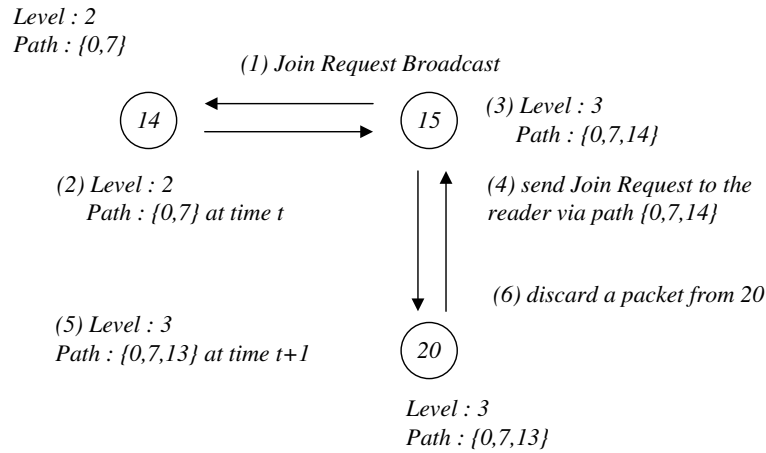 Level : 2
Path : {0,7}
(1) Join Request Broadcast
14
15
(3) Level : 3
Path : {0,7,14}
(2) Level : 2
Path : {0,7} at time t
(4) send Join Request to the
reader via path {0,7,14}
(6) discard a packet from 20
(5) Level : 3
Path : {0,7,13} at time t+1
20
Level : 3
Path : {0,7,13}